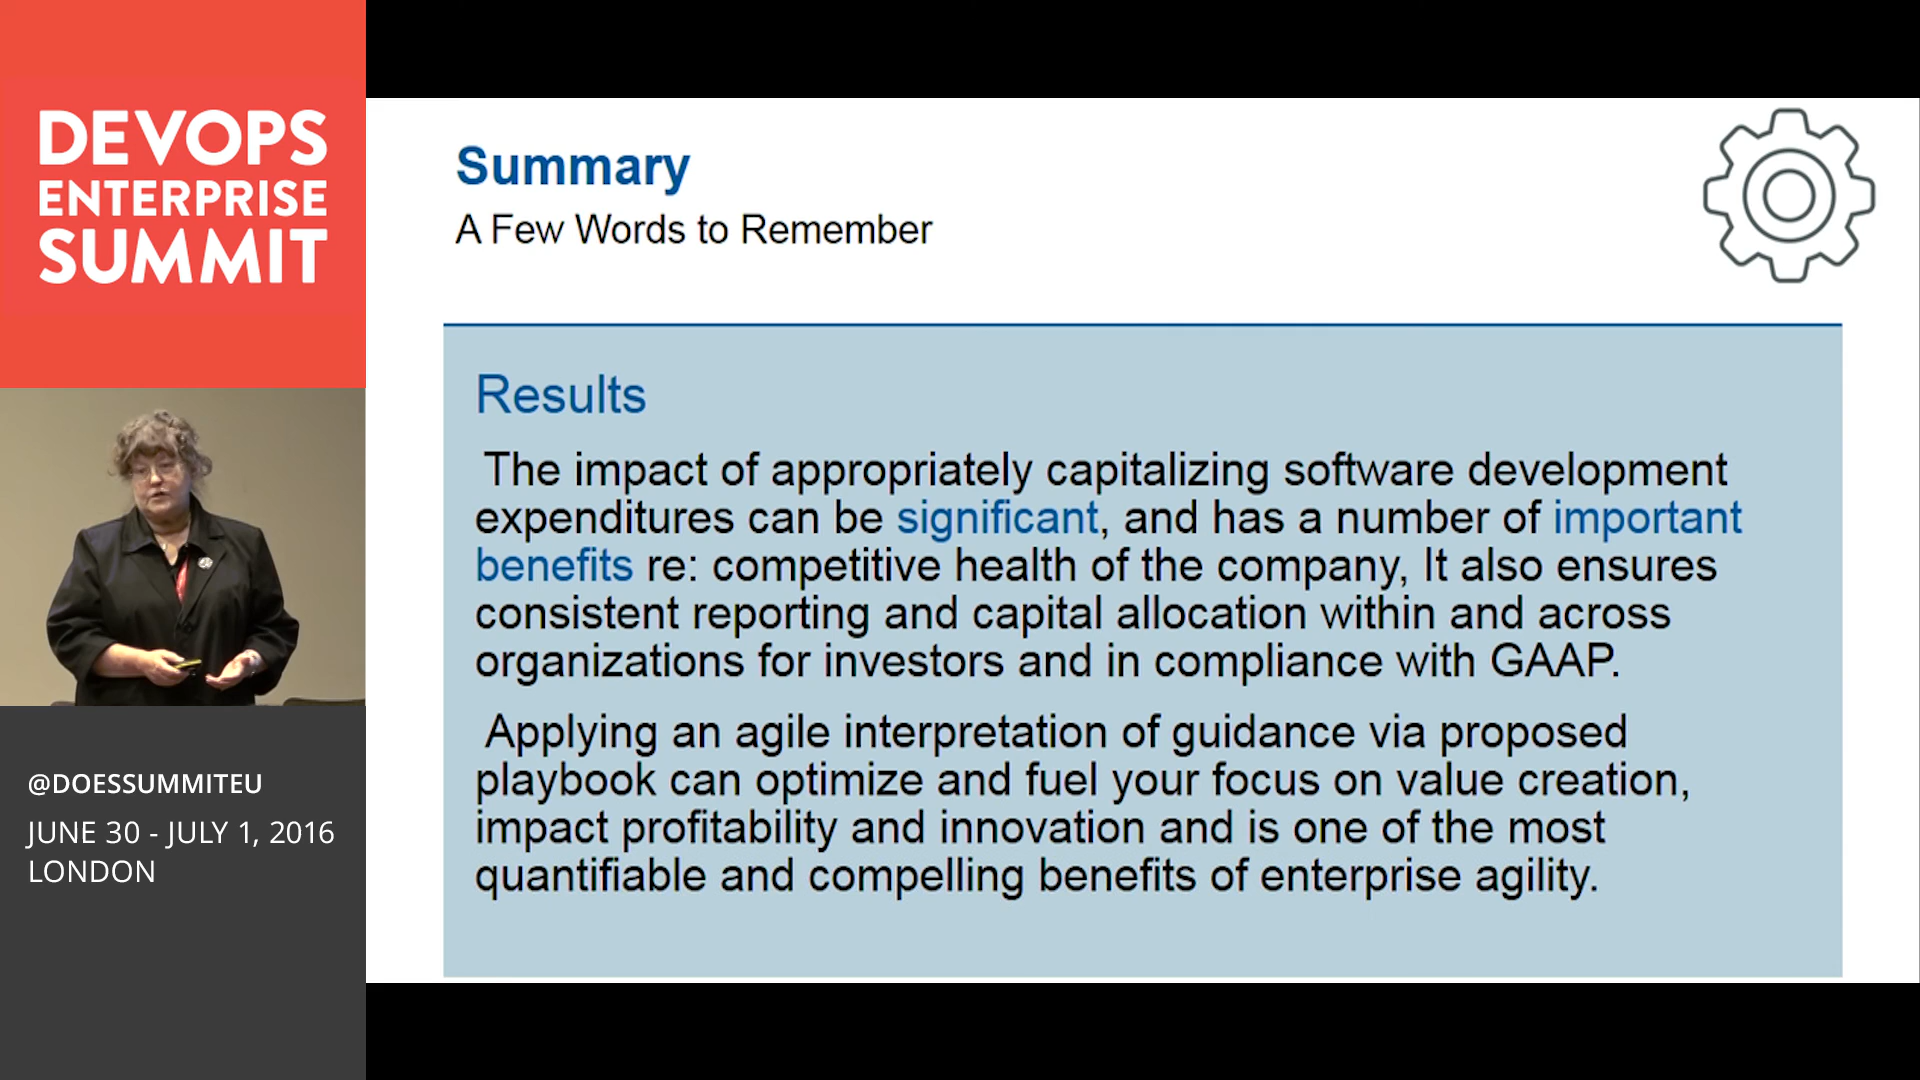 DEVOPS
ENTERPRISE
SUMMIT
@DOESSUMMITEU
JUNE 30 - JULY 1, 2016
LONDON
Summary
A Few Words to Remember
Results
The impact of appropriately capitalizing software development
expenditures can be significant, and has a number of important
benefits re: competitive health of the company, It also ensures
consistent reporting and capital allocation within and across
organizations for investors and in compliance with GAAP.
Applying an agile interpretation of guidance via proposed
playbook can optimize and fuel your focus on value creation,
impact profitability and innovation and is one of the most
quantifiable and compelling benefits of enterprise agility.